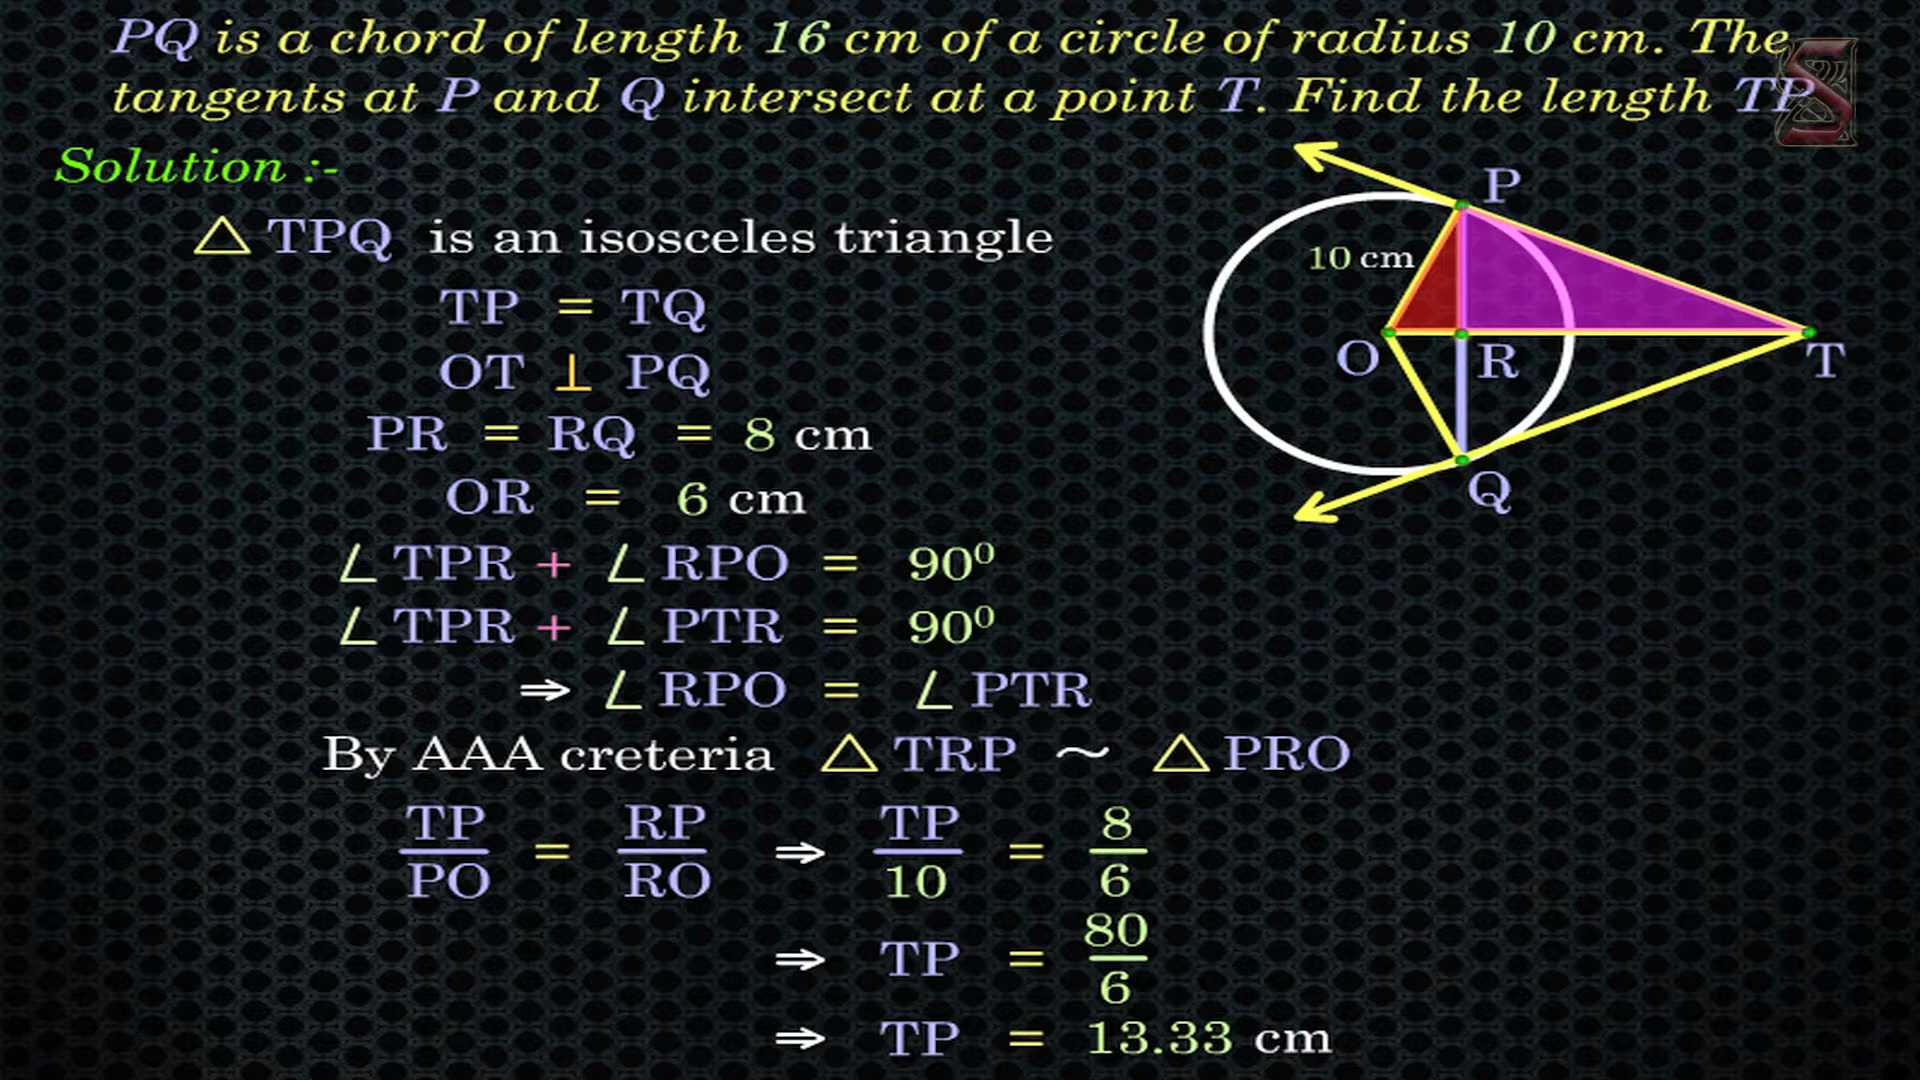 PQ is a chord of length 16 cm of a circle of radius 10 cm. The
tangents at P and Q intersect at a point T. Find the length TP
Solution :-
△ TPQ is an isosceles triangle
TP = TQ
OT ⊥ PQ
PR = RQ = 8 cm
OR = 6 cm
∠ TPR + ∠ RPO = 90⁰
∠ TPR + ∠ PTR = 90⁰
⇒ ∠ RPO = ∠ PTR
By AAA creteria △ TRP ~ △ PRO
TP/PO = RP/RO ⇒ TP/10 = 8/6
⇒ TP = 80/6
⇒ TP = 13.33 cm
P
10 cm
O
R
T
Q
S